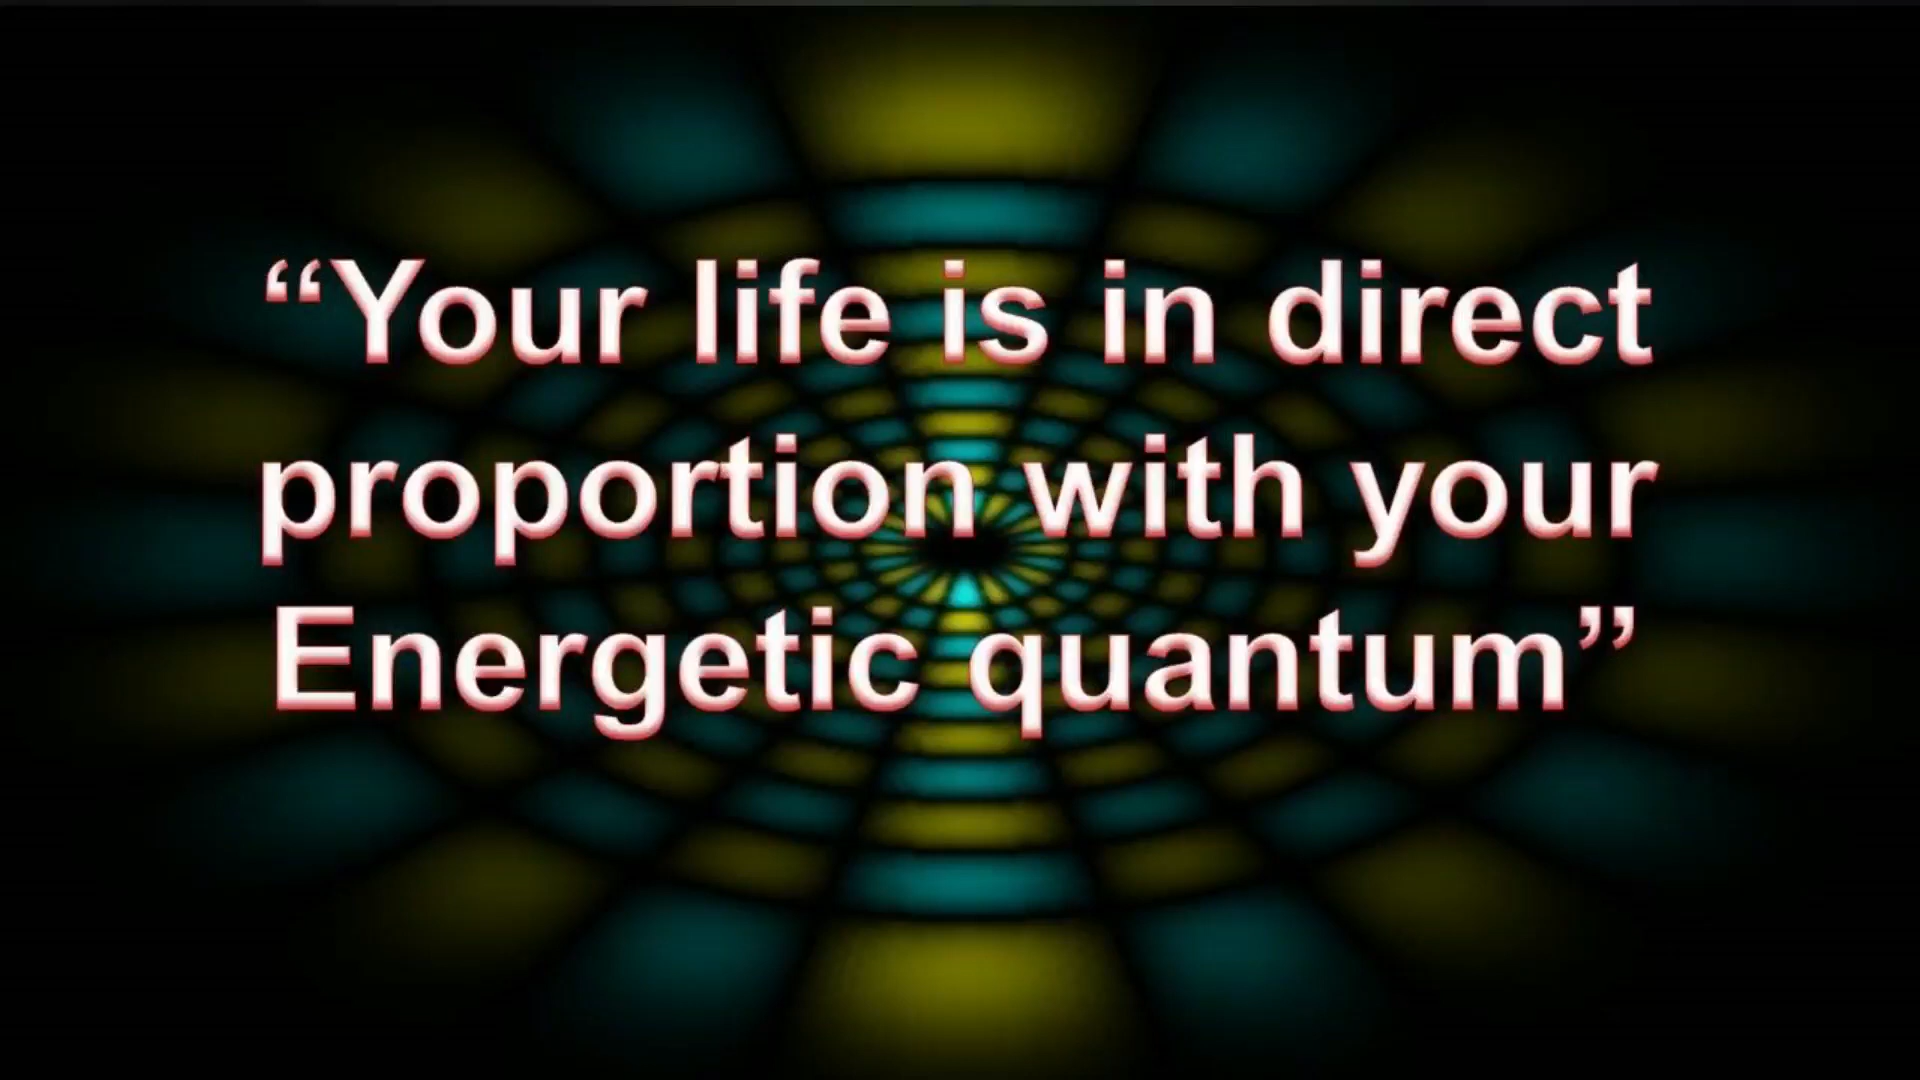 “Your life is in direct
proportion with your
Energetic quantum”